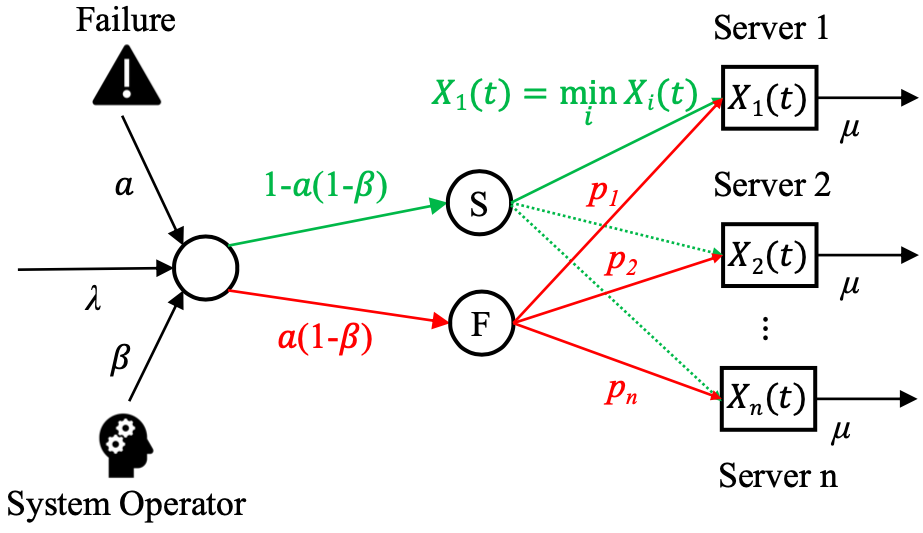 Failure
Server 1
X₁(t) = min X_i(t)
i
X₁(t)
μ
a
1-a(1-β)
p₁
Server 2
S
X₂(t)
p₂
μ
λ
a(1-β)
F
⋮
β
pₙ
Xₙ(t)
μ
System Operator
Server n